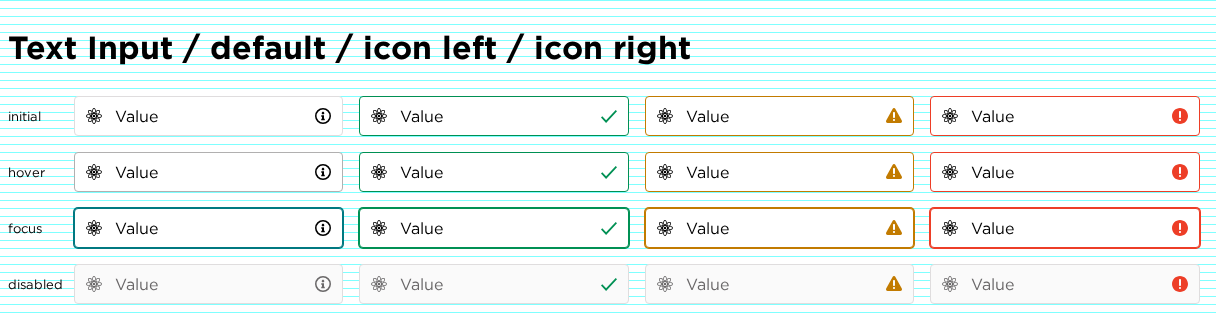 Text Input / default / icon left / icon right
initial Value Value Value Value
hover Value Value Value Value
focus Value Value Value Value
disabled Value Value Value Value